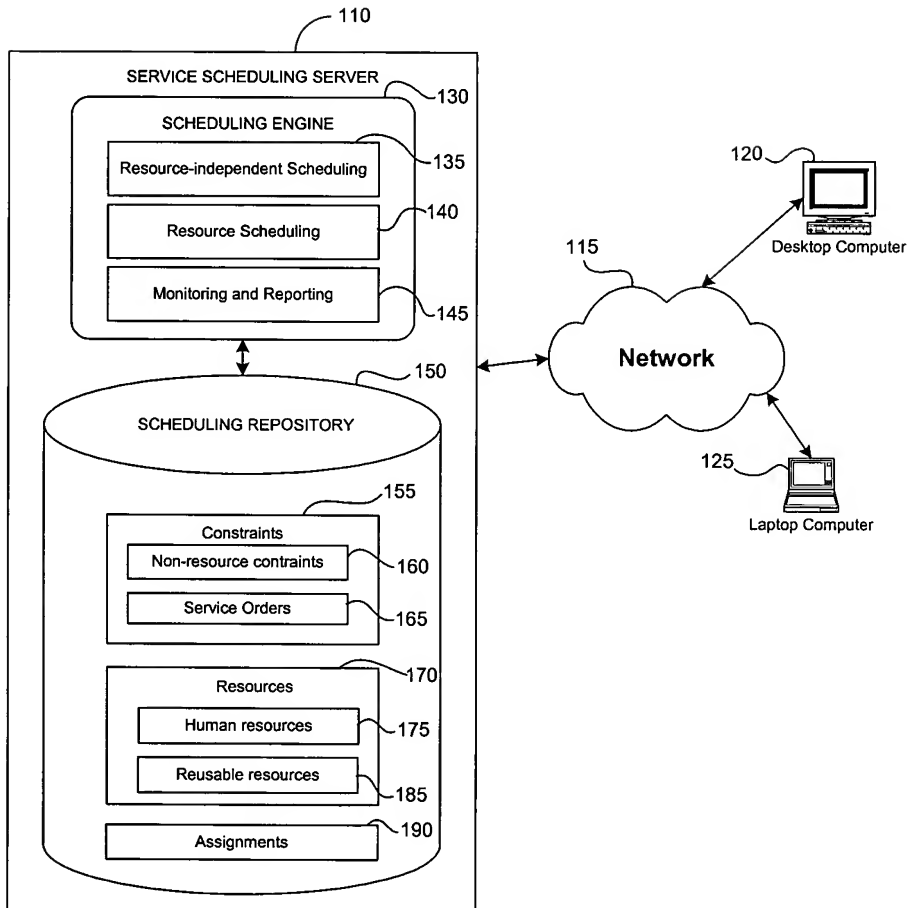 110
SERVICE SCHEDULING SERVER
130
SCHEDULING ENGINE
135
Resource-independent Scheduling
140
Resource Scheduling
Monitoring and Reporting
145
120
Desktop Computer
115
Network
125
Laptop Computer
150
SCHEDULING REPOSITORY
155
Constraints
Non-resource contraints
160
Service Orders
165
170
Resources
Human resources
175
Reusable resources
185
Assignments
190